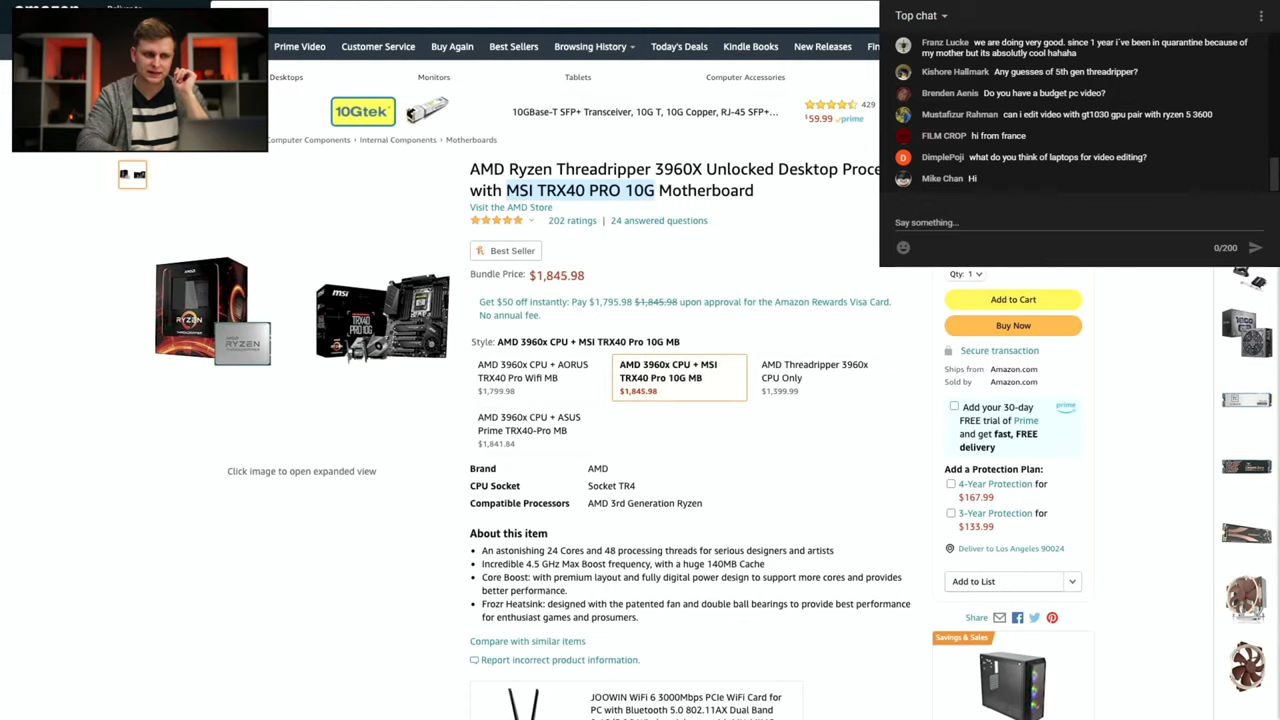 Deliver to
Prime Video
Customer Service
Buy Again
Best Sellers
Browsing History
Today's Deals
Kindle Books
New Releases
Desktops
Monitors
Tablets
Computer Accessories
10Gtek
10GBase-T SFP+ Transceiver, 10G T, 10G Copper, RJ-45 SFP+...
429
$59.99 prime
Computer Components › Internal Components › Motherboards
AMD Ryzen Threadripper 3960X Unlocked Desktop
with MSI TRX40 PRO 10G Motherboard
Visit the AMD Store
202 ratings | 24 answered questions
Best Seller
Bundle Price: $1,845.98
Get $50 off instantly: Pay $1,795.98 $1,845.98 upon approval for the Amazon Rewards Visa Card.
No annual fee.
Style: AMD 3960x CPU + MSI TRX40 Pro 10G MB
AMD 3960x CPU + AORUS
TRX40 Pro Wifi MB
$1,799.98
AMD 3960x CPU + MSI
TRX40 Pro 10G MB
$1,845.98
AMD Threadripper 3960x
CPU Only
$1,399.99
AMD 3960x CPU + ASUS
Prime TRX40-Pro MB
$1,841.84
Click image to open expanded view
Brand AMD
CPU Socket Socket TR4
Compatible Processors AMD 3rd Generation Ryzen
About this item
• An astonishing 24 Cores and 48 processing threads for serious designers and artists
• Incredible 4.5 GHz Max Boost frequency, with a huge 140MB Cache
• Core Boost: with premium layout and fully digital power design to support more cores and provides
better performance.
• Frozr Heatsink: designed with the patented fan and double ball bearings to provide best performance
for enthusiast games and prosumers.
Compare with similar items
Report incorrect product information.
JOOWIN WiFi 6 3000Mbps PCIe WiFi Card for
PC with Bluetooth 5.0 802.11AX Dual Band
RYZEN
RYZEN
msi
TRX40
PRO 10G
Top chat
Franz Lucke we are doing very good. since 1 year i´ve been in quarantine because of
my mother but its absolutly cool hahaha
Kishore Hallmark Any guesses of 5th gen threadripper?
Brenden Aenis Do you have a budget pc video?
Mustafizur Rahman can i edit video with gt1030 gpu pair with ryzen 5 3600
FILM CROP hi from france
D DimplePoji what do you think of laptops for video editing?
Mike Chan Hi
Say something...
0/200
Qty: 1
Add to Cart
Buy Now
Secure transaction
Ships from Amazon.com
Sold by Amazon.com
Add your 30-day
FREE trial of Prime
and get fast, FREE
delivery
prime
Add a Protection Plan:
4-Year Protection for
$167.99
3-Year Protection for
$133.99
Deliver to Los Angeles 90024
Add to List
Share
Savings & Sales